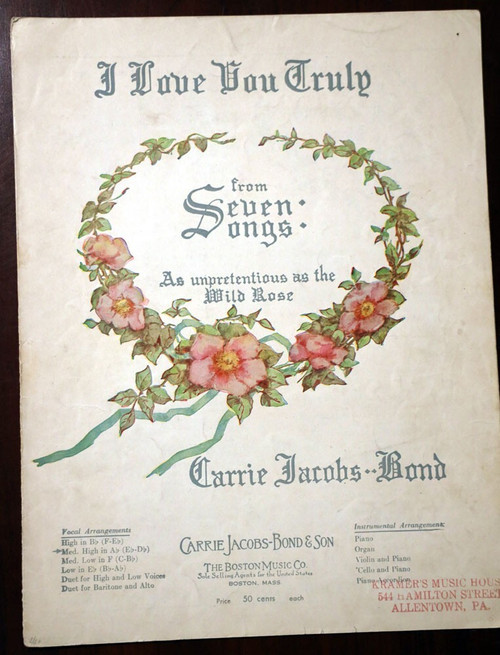 I Love You Truly
from
Seven
Songs:
As unpretentious as the
Wild Rose
Carrie Jacobs-Bond
Vocal Arrangements
High in B♭ (F-E♭)
Med. High in A♭ (E♭-D♭)
Med. Low in F (C-B♭)
Low in E♭ (B♭-A♭)
Duet for High and Low Voices
Duet for Baritone and Alto
CARRIE JACOBS-BOND & SON
THE BOSTON MUSIC CO.
Sole Selling Agents for the United States
BOSTON, MASS
Price 50 cents each
Instrumental Arrangements
Piano
Organ
Violin and Piano
'Cello and Piano
Piano Accordion
KRAMER'S MUSIC HOUS
544 HAMILTON STREET
ALLENTOWN, PA.